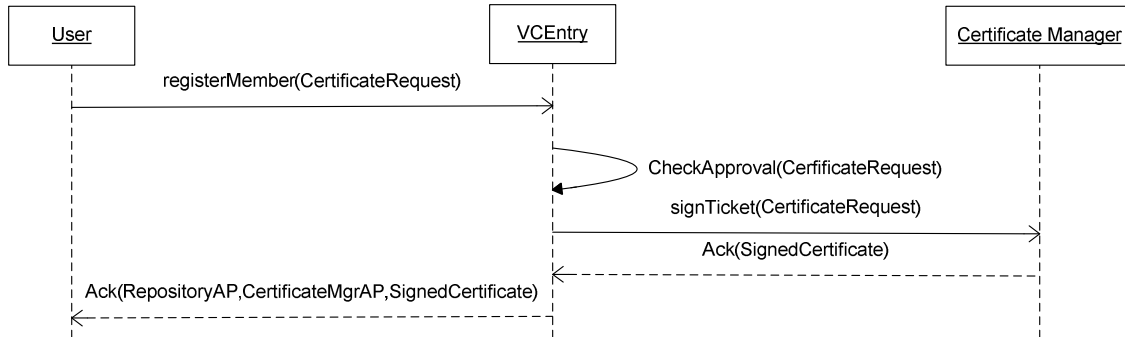 User
VCEntry
Certificate Manager
registerMember(CertificateRequest)
CheckApproval(CerfificateRequest)
signTicket(CertificateRequest)
Ack(SignedCertificate)
Ack(RepositoryAP,CertificateMgrAP,SignedCertificate)